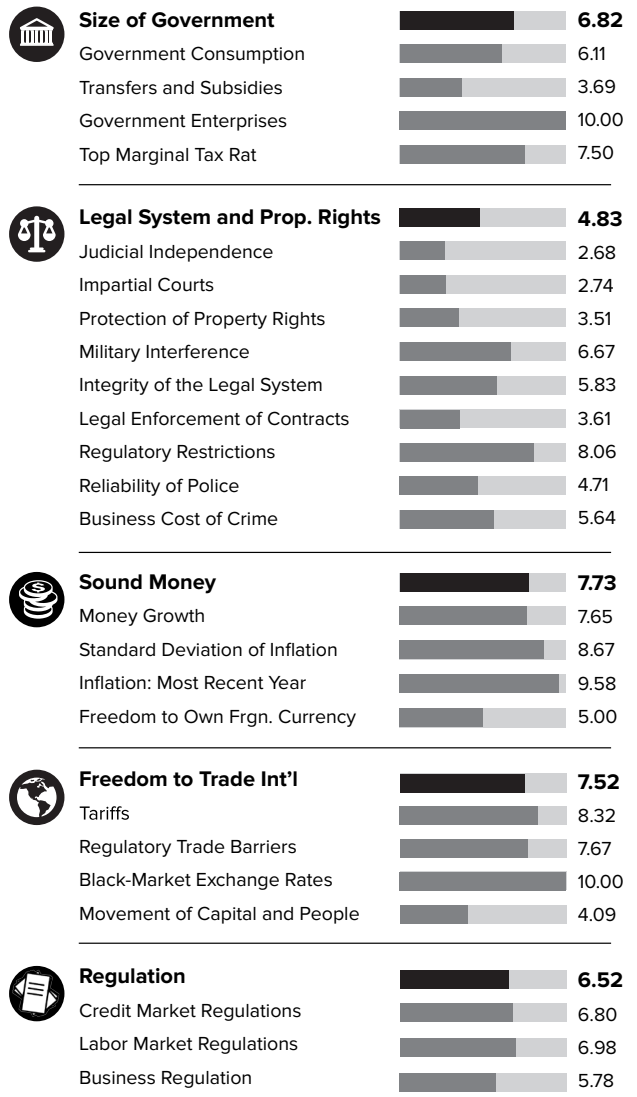 Size of Government 6.82
Government Consumption 6.11
Transfers and Subsidies 3.69
Government Enterprises 10.00
Top Marginal Tax Rat 7.50
Legal System and Prop. Rights 4.83
Judicial Independence 2.68
Impartial Courts 2.74
Protection of Property Rights 3.51
Military Interference 6.67
Integrity of the Legal System 5.83
Legal Enforcement of Contracts 3.61
Regulatory Restrictions 8.06
Reliability of Police 4.71
Business Cost of Crime 5.64
$
Sound Money 7.73
Money Growth 7.65
Standard Deviation of Inflation 8.67
Inflation: Most Recent Year 9.58
Freedom to Own Frgn. Currency 5.00
Freedom to Trade Int'l 7.52
Tariffs 8.32
Regulatory Trade Barriers 7.67
Black-Market Exchange Rates 10.00
Movement of Capital and People 4.09
Regulation 6.52
Credit Market Regulations 6.80
Labor Market Regulations 6.98
Business Regulation 5.78